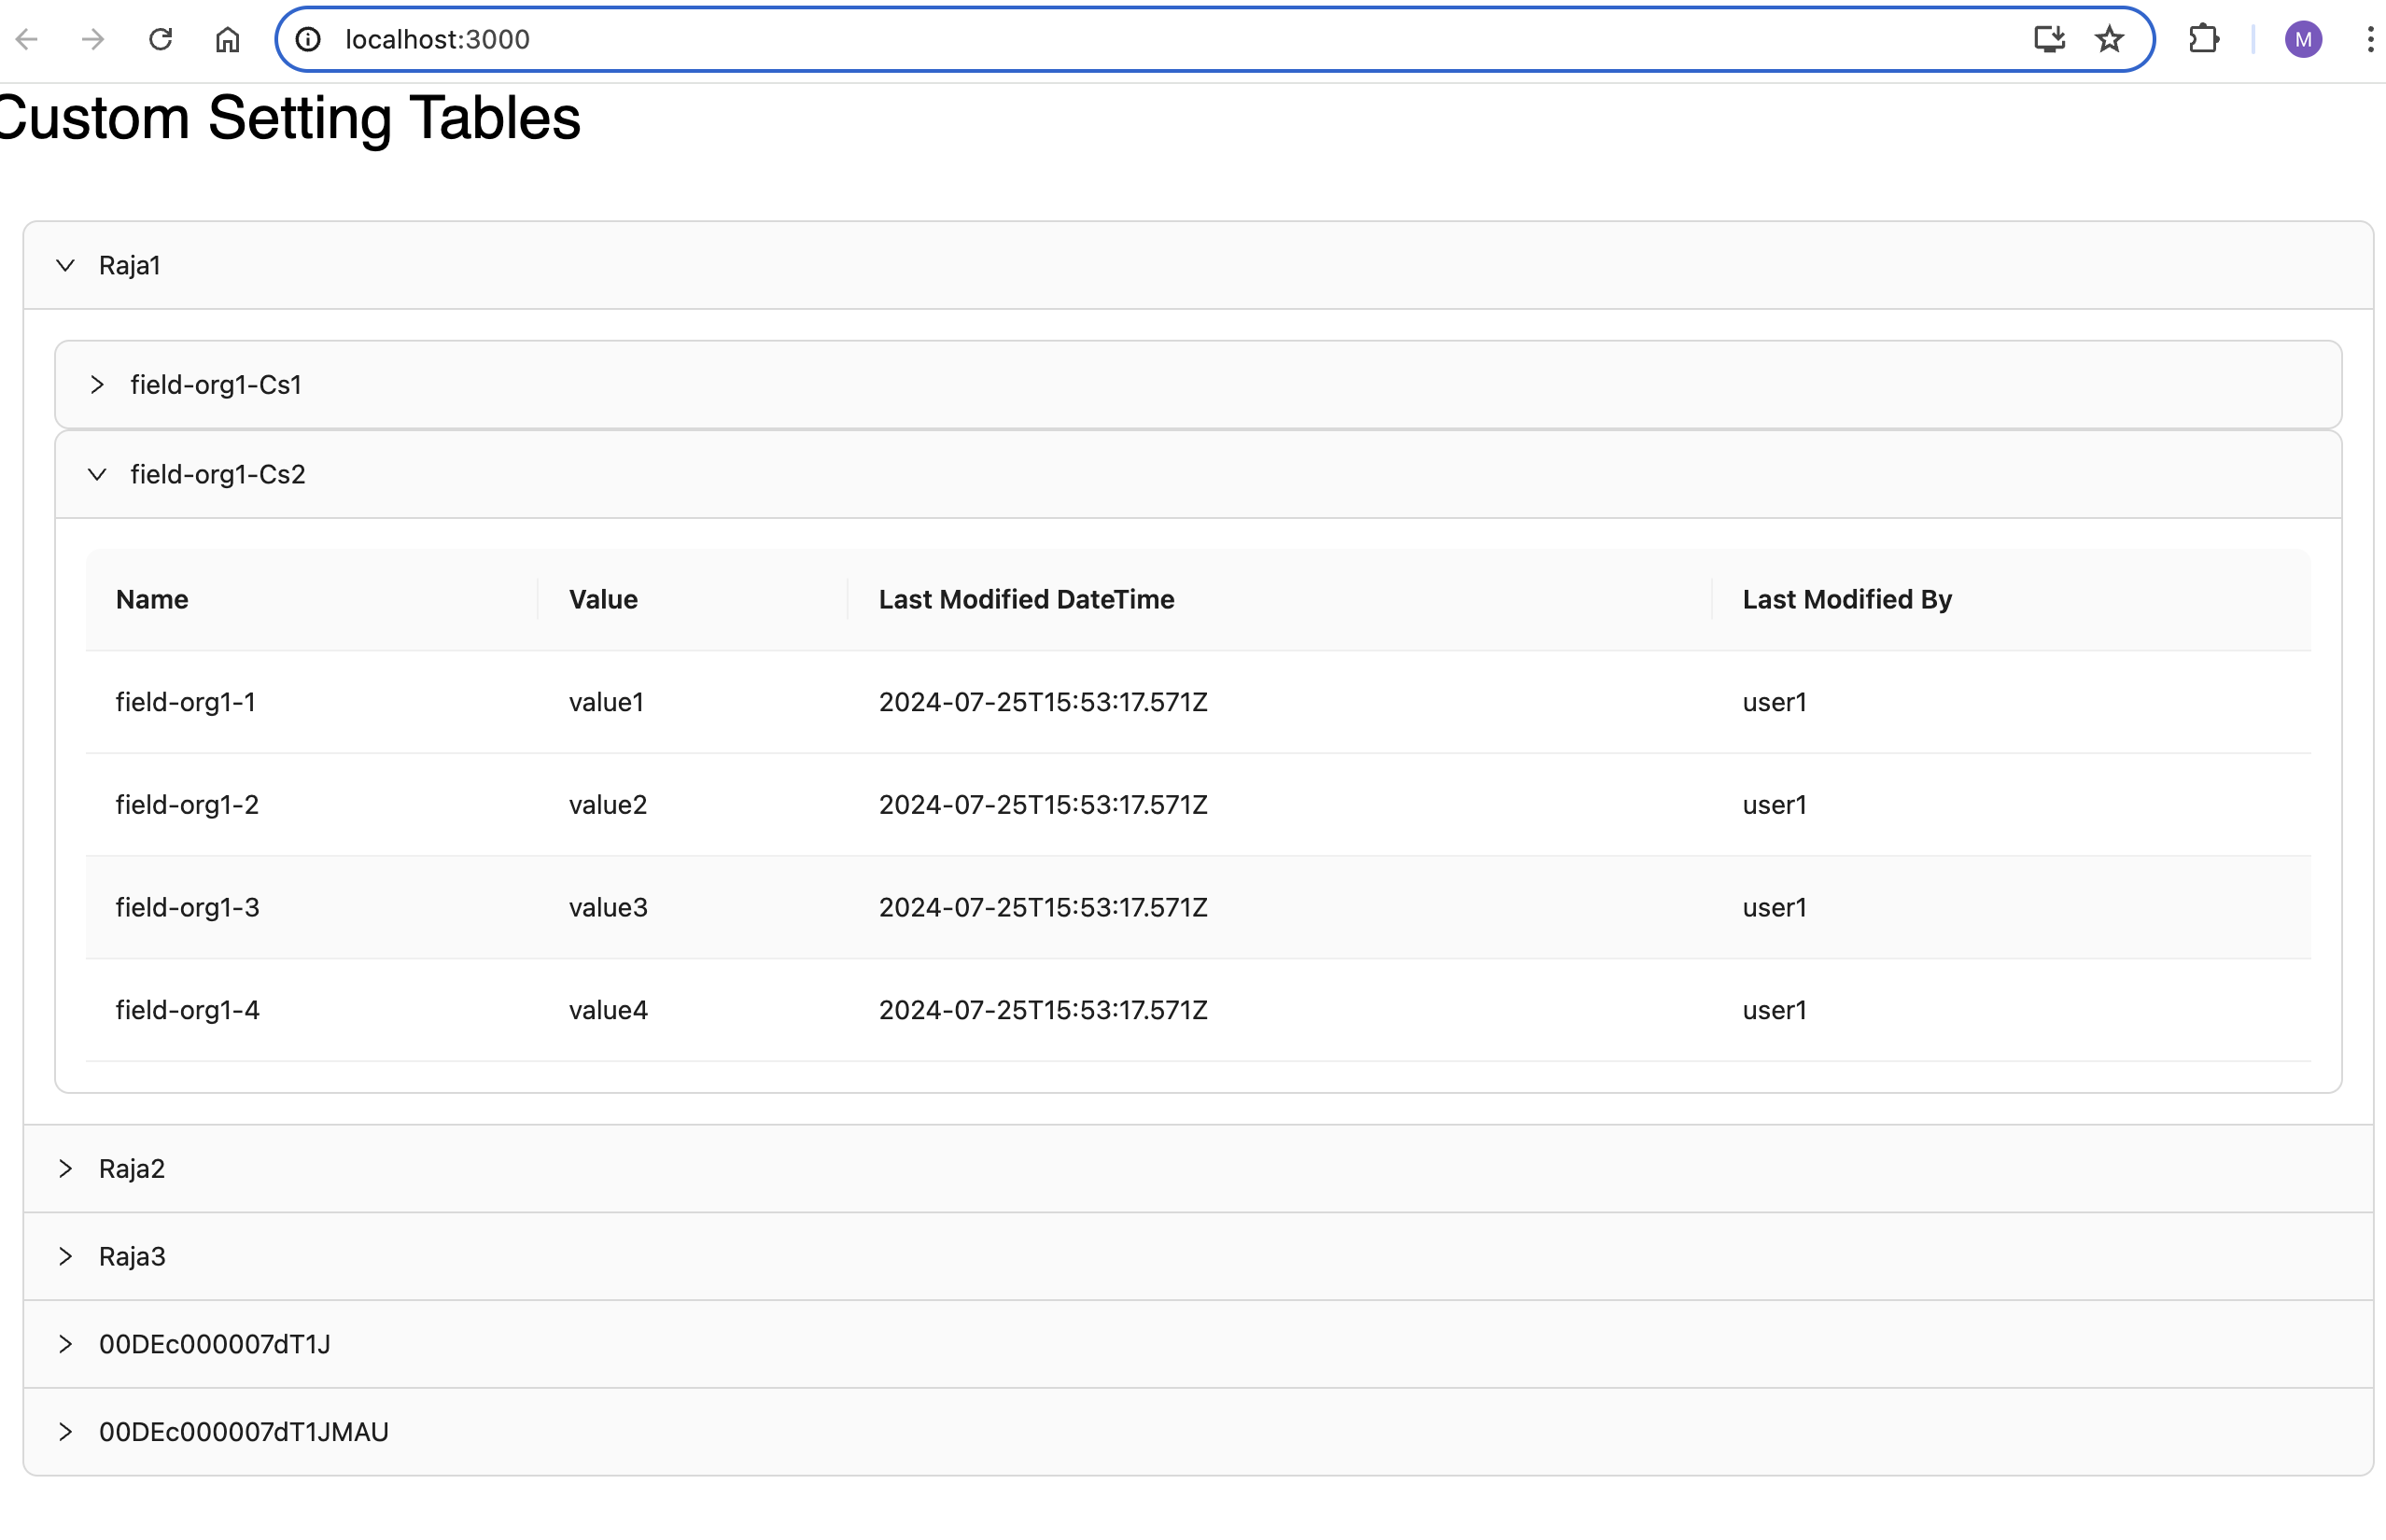 localhost:3000
M
Custom Setting Tables
Raja1
field-org1-Cs1
field-org1-Cs2
Name Value Last Modified DateTime Last Modified By
field-org1-1 value1 2024-07-25T15:53:17.571Z user1
field-org1-2 value2 2024-07-25T15:53:17.571Z user1
field-org1-3 value3 2024-07-25T15:53:17.571Z user1
field-org1-4 value4 2024-07-25T15:53:17.571Z user1
Raja2
Raja3
00DEc000007dT1J
00DEc000007dT1JMAU